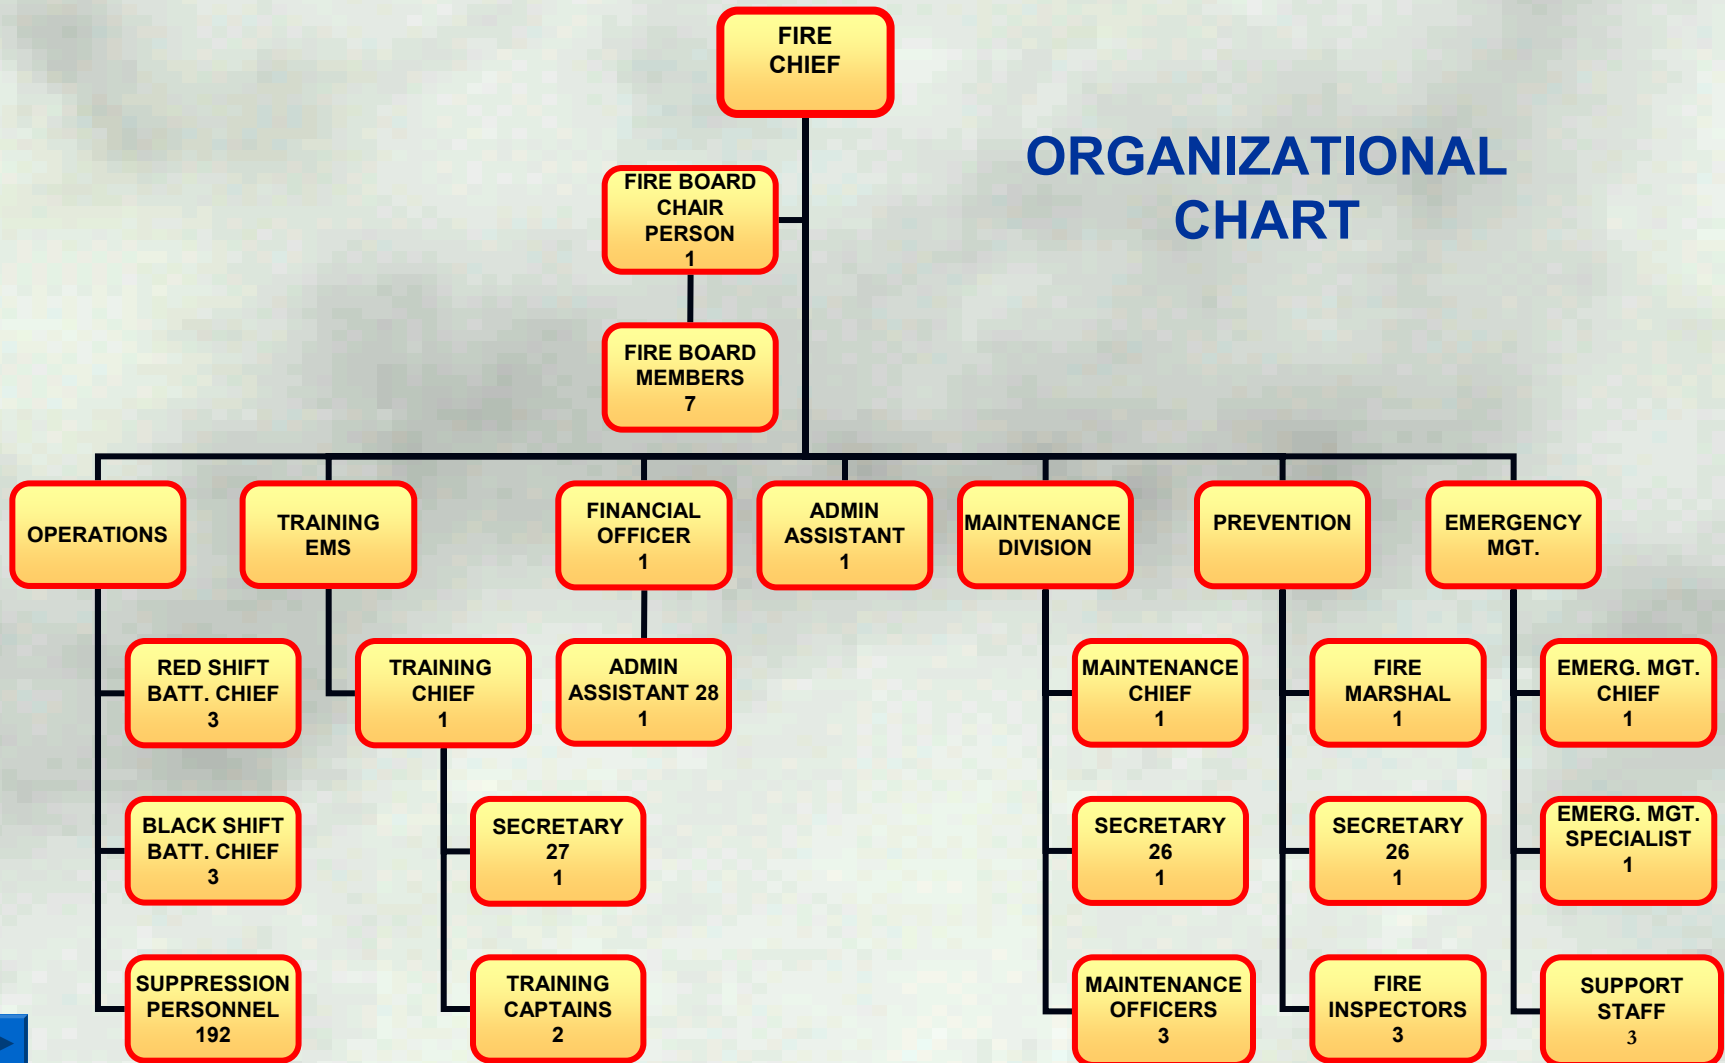 FIRE
CHIEF
ORGANIZATIONAL
CHART
FIRE BOARD
CHAIR
PERSON
1
FIRE BOARD
MEMBERS
7
OPERATIONS
TRAINING
EMS
FINANCIAL
OFFICER
1
ADMIN
ASSISTANT
1
MAINTENANCE
DIVISION
PREVENTION
EMERGENCY
MGT.
RED SHIFT
BATT. CHIEF
3
TRAINING
CHIEF
1
ADMIN
ASSISTANT 28
1
MAINTENANCE
CHIEF
1
FIRE
MARSHAL
1
EMERG. MGT.
CHIEF
1
BLACK SHIFT
BATT. CHIEF
3
SECRETARY
27
1
SECRETARY
26
1
SECRETARY
26
1
EMERG. MGT.
SPECIALIST
1
SUPPRESSION
PERSONNEL
192
TRAINING
CAPTAINS
2
MAINTENANCE
OFFICERS
3
FIRE
INSPECTORS
3
SUPPORT
STAFF
3